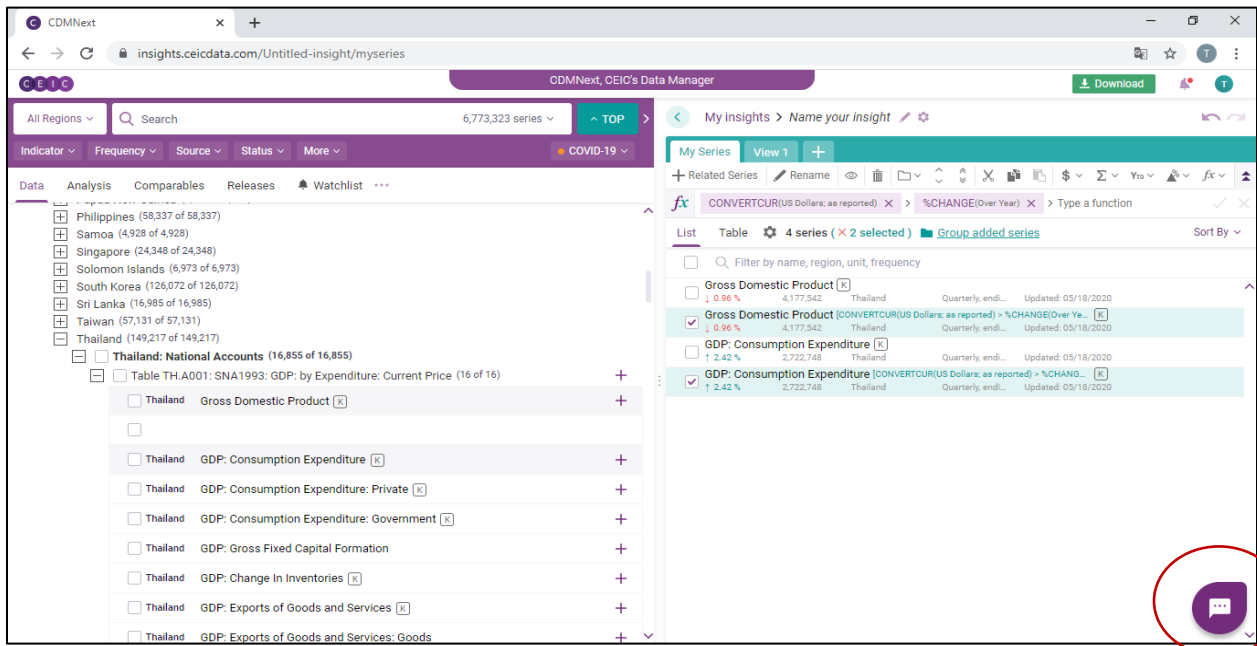 CDMNext
insights.ceicdata.com/Untitled-insight/myseries
T
CEIC
CDMNext, CEIC's Data Manager
Download
T
All Regions
Search
6,773,323 series
TOP
My insights > Name your insight
Indicator
Frequency
Source
Status
More
COVID-19
My Series
View 1
+
Data
Analysis
Comparables
Releases
Watchlist
Related Series
Rename
$
Σ
YTD
fx
Philippines (58,337 of 58,337)
Samoa (4,928 of 4,928)
Singapore (24,348 of 24,348)
Solomon Islands (6,973 of 6,973)
South Korea (126,072 of 126,072)
Sri Lanka (16,985 of 16,985)
Taiwan (57,131 of 57,131)
Thailand (149,217 of 149,217)
Thailand: National Accounts (16,855 of 16,855)
Table TH.A001: SNA1993: GDP: by Expenditure: Current Price (16 of 16)
Thailand Gross Domestic Product K
Thailand GDP: Consumption Expenditure K
Thailand GDP: Consumption Expenditure: Private K
Thailand GDP: Consumption Expenditure: Government K
Thailand GDP: Gross Fixed Capital Formation
Thailand GDP: Change In Inventories K
Thailand GDP: Exports of Goods and Services K
Thailand GDP: Exports of Goods and Services: Goods
fx CONVERTCUR(US Dollars; as reported) × > %CHANGE(Over Year) × > Type a function
List
Table
4 series ( × 2 selected )
Group added series
Sort By
Filter by name, region, unit, frequency
Gross Domestic Product K
↓ 0.96 % 4,177,542 Thailand Quarterly, endi... Updated: 05/18/2020
Gross Domestic Product [CONVERTCUR(US Dollars; as reported) > %CHANGE(Over Ye... K
↓ 0.96 % 4,177,542 Thailand Quarterly, endi... Updated: 05/18/2020
GDP: Consumption Expenditure K
↑ 2.42 % 2,722,748 Thailand Quarterly, endi... Updated: 05/18/2020
GDP: Consumption Expenditure [CONVERTCUR(US Dollars; as reported) > %CHANG... K
↑ 2.42 % 2,722,748 Thailand Quarterly, endi... Updated: 05/18/2020